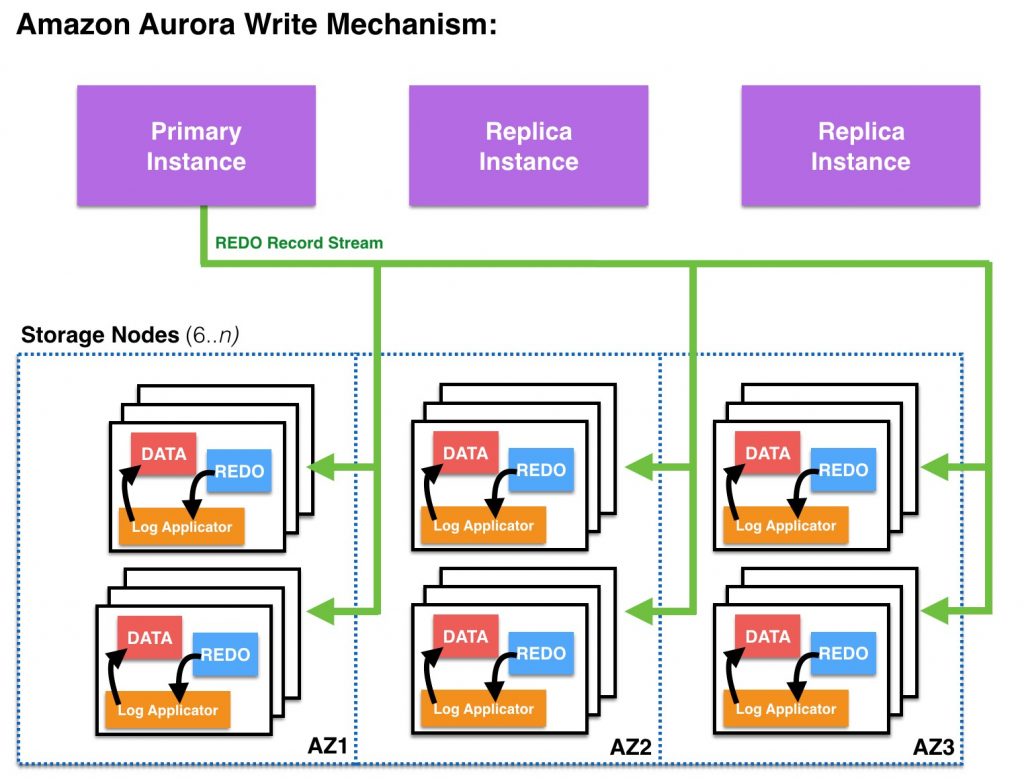 Amazon Aurora Write Mechanism:
Primary
Instance
Replica
Instance
Replica
Instance
REDO Record Stream
Storage Nodes (6..n)
DATA
REDO
Log Applicator
DATA
REDO
Log Applicator
DATA
REDO
Log Applicator
DATA
REDO
Log Applicator
DATA
REDO
Log Applicator
DATA
REDO
Log Applicator
AZ1
AZ2
AZ3